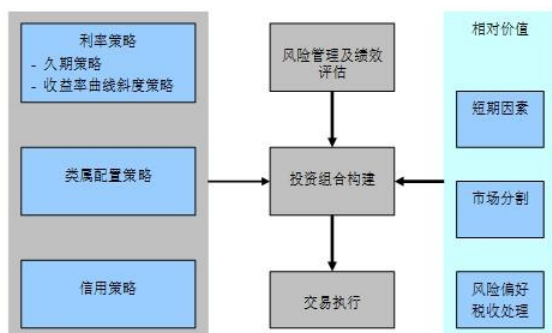 利率策略
- 久期策略
- 收益率曲线斜度策略
类属配置策略
信用策略
风险管理及绩效
评估
投资组合构建
交易执行
相对价值
短期因素
市场分割
风险偏好
税收处理